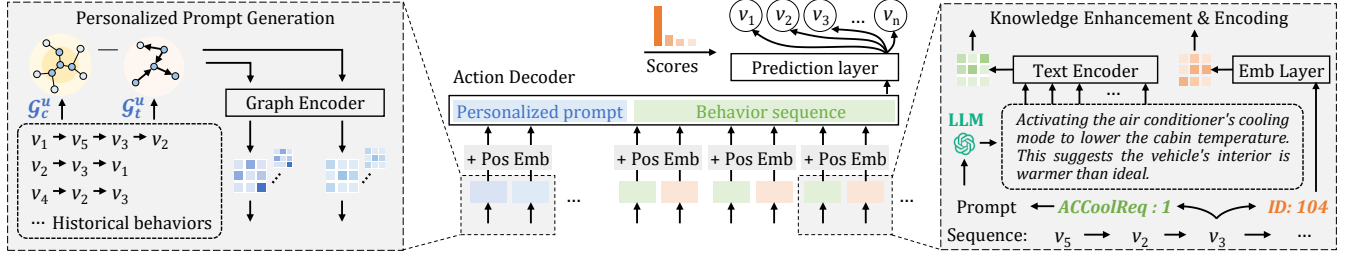 Personalized Prompt Generation
𝒢_c^u
𝒢_t^u
Graph Encoder
v1 → v5 → v3 → v2
v2 → v3 → v1
v4 → v2 → v3
... Historical behaviors
Scores
v1 v2 v3 ... vn
Prediction layer
Action Decoder
Personalized prompt
Behavior sequence
+ Pos Emb
+ Pos Emb
+ Pos Emb
+ Pos Emb
...
...
Knowledge Enhancement & Encoding
Text Encoder
Emb Layer
...
LLM
Activating the air conditioner's cooling
mode to lower the cabin temperature.
This suggests the vehicle's interior is
warmer than ideal.
Prompt
ACCoolReq : 1
ID: 104
Sequence: v5 → v2 → v3 → ...